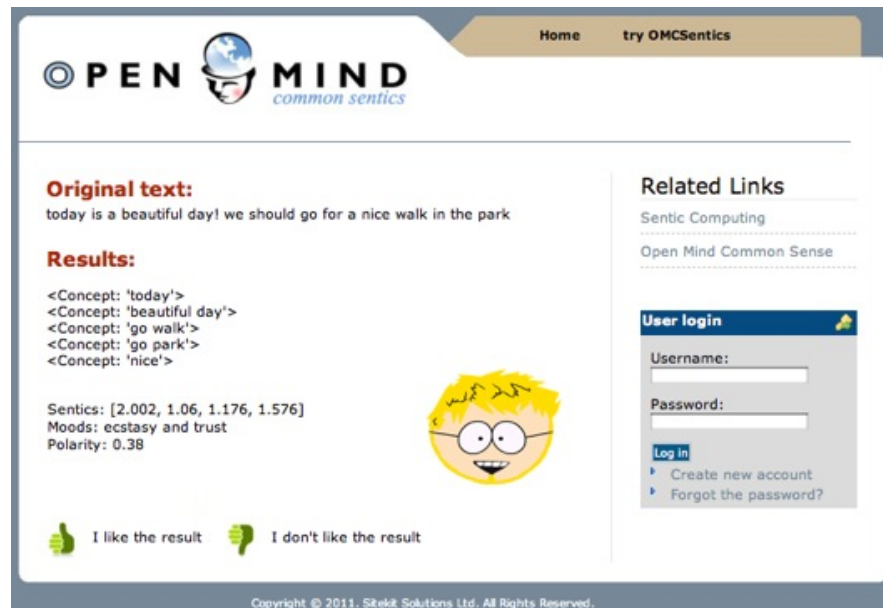 Home try OMCSentics
OPEN MIND
common sentics
Original text:
today is a beautiful day! we should go for a nice walk in the park
Results:
<Concept: 'today'>
<Concept: 'beautiful day'>
<Concept: 'go walk'>
<Concept: 'go park'>
<Concept: 'nice'>
Sentics: [2.002, 1.06, 1.176, 1.576]
Moods: ecstasy and trust
Polarity: 0.38
I like the result I don't like the result
Related Links
Sentic Computing
Open Mind Common Sense
User login
Username:
Password:
Log in
Create new account
Forgot the password?
Copyright © 2011. Sitekit Solutions Ltd. All Rights Reserved.